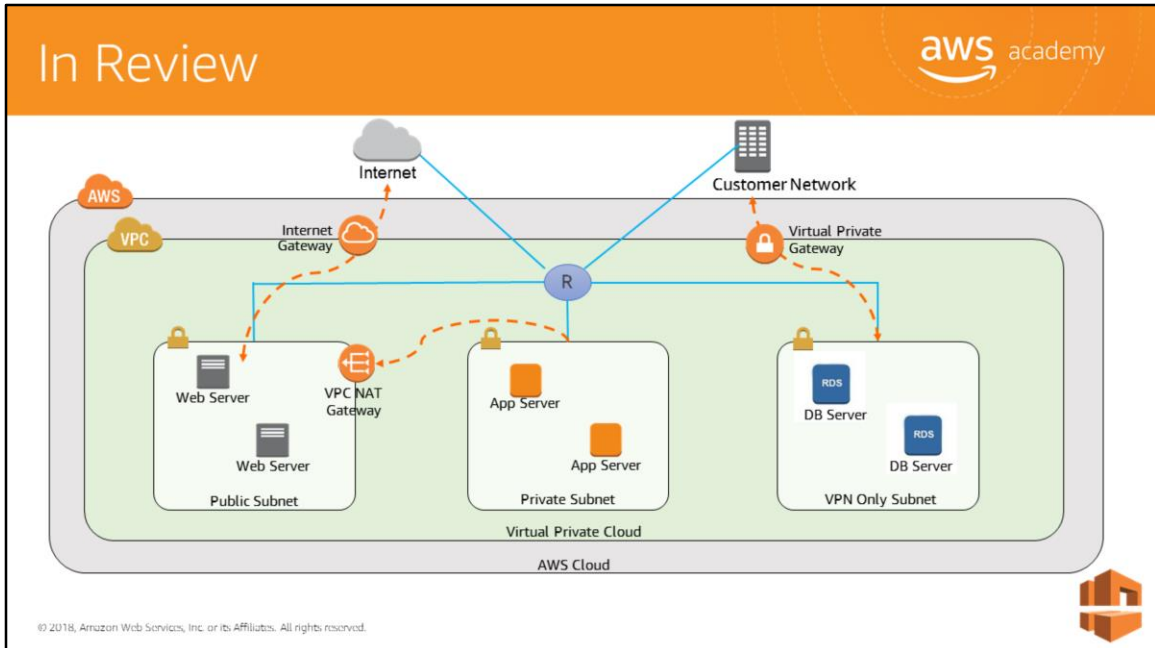 In Review
aws academy
Internet
Customer Network
AWS
VPC
Internet
Gateway
Virtual Private
Gateway
R
Web Server
Web Server
Public Subnet
VPC NAT
Gateway
App Server
App Server
Private Subnet
RDS
DB Server
RDS
DB Server
VPN Only Subnet
Virtual Private Cloud
AWS Cloud
© 2018, Amazon Web Services, Inc. or its Affiliates. All rights reserved.